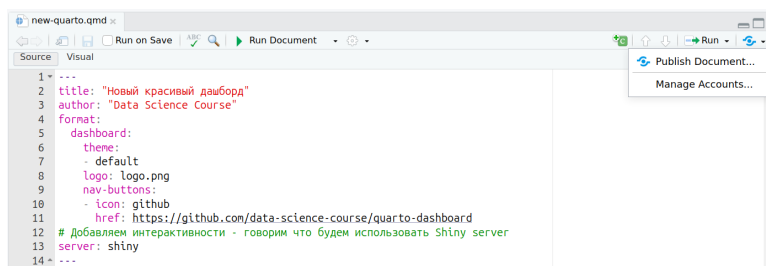 new-quarto.qmd
Run on Save Run Document Run
Source Visual
Publish Document...
Manage Accounts...
1 ---
2 title: "Новый красивый дашборд"
3 author: "Data Science Course"
4 format:
5 dashboard:
6 theme:
7 - default
8 logo: logo.png
9 nav-buttons:
10 - icon: github
11 href: https://github.com/data-science-course/quarto-dashboard
12 # Добавляем интерактивности - говорим что будем использовать Shiny server
13 server: shiny
14 ---